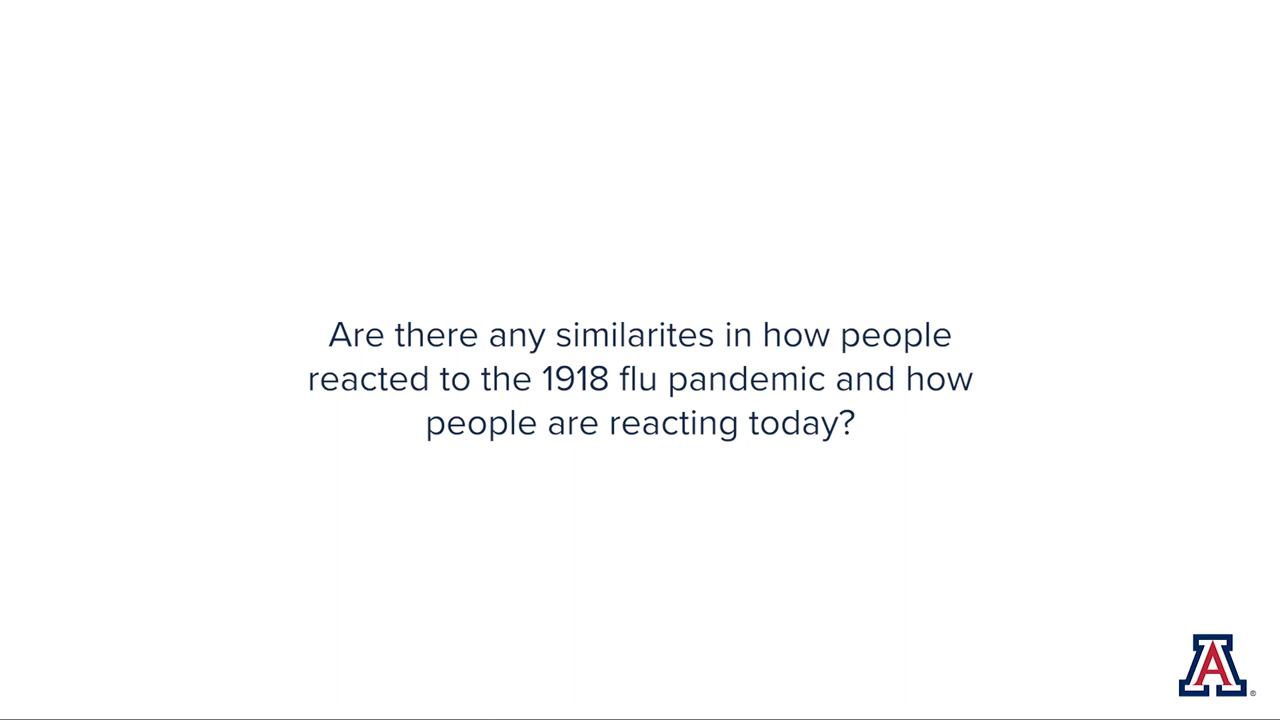 Are there any similarites in how people
reacted to the 1918 flu pandemic and how
people are reacting today?
A